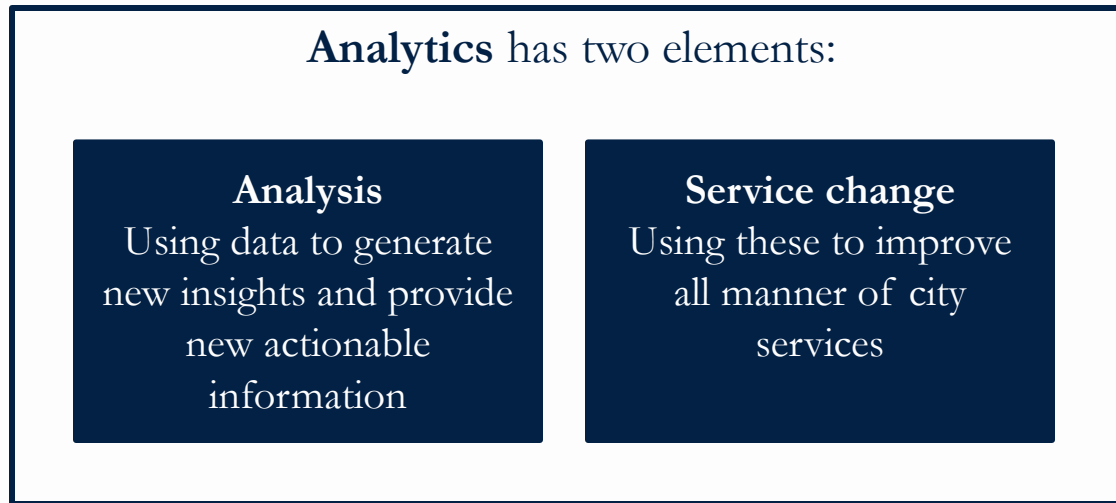 Analytics has two elements:
Analysis
Using data to generate
new insights and provide
new actionable
information
Service change
Using these to improve
all manner of city
services